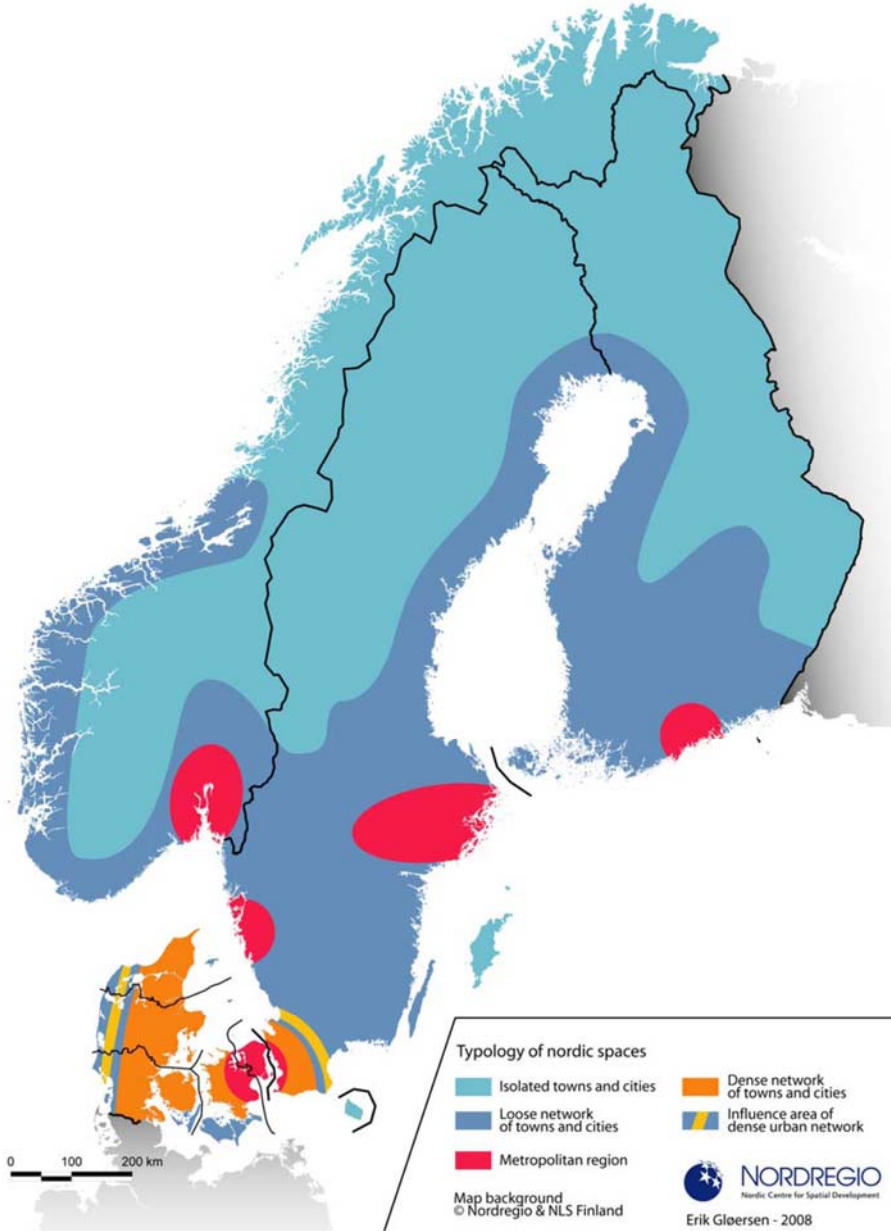 Typology of nordic spaces
Isolated towns and cities
Loose network
of towns and cities
Metropolitan region
Dense network
of towns and cities
Influence area of
dense urban network
Map background
© Nordregio & NLS Finland
NORDREGIO
Nordic Centre for Spatial Development
Erik Gløersen - 2008
0 100 200 km